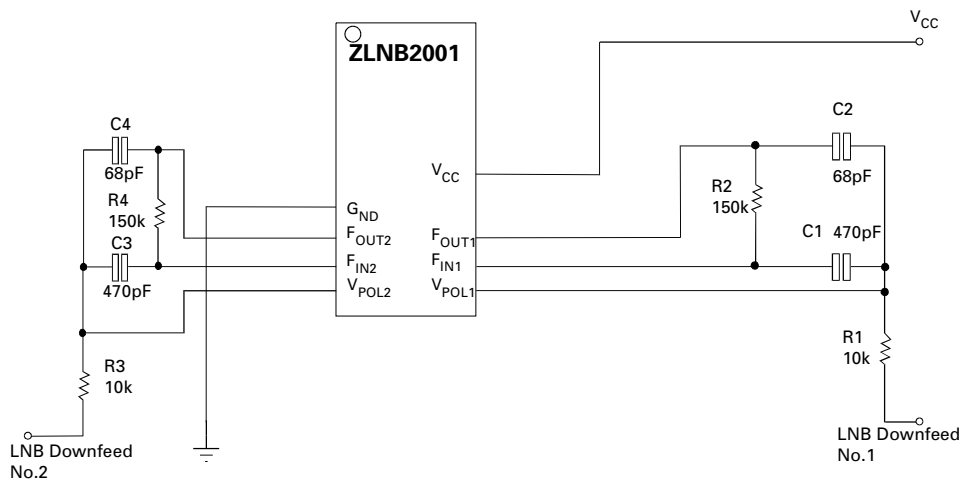 ZLNB2001
VCC
C4
68pF
R4
150k
C3
470pF
R3
10k
LNB Downfeed
No.2
GND
FOUT2
FIN2
VPOL2
VCC
FOUT1
FIN1
VPOL1
C2
68pF
R2
150k
C1 470pF
R1
10k
LNB Downfeed
No.1